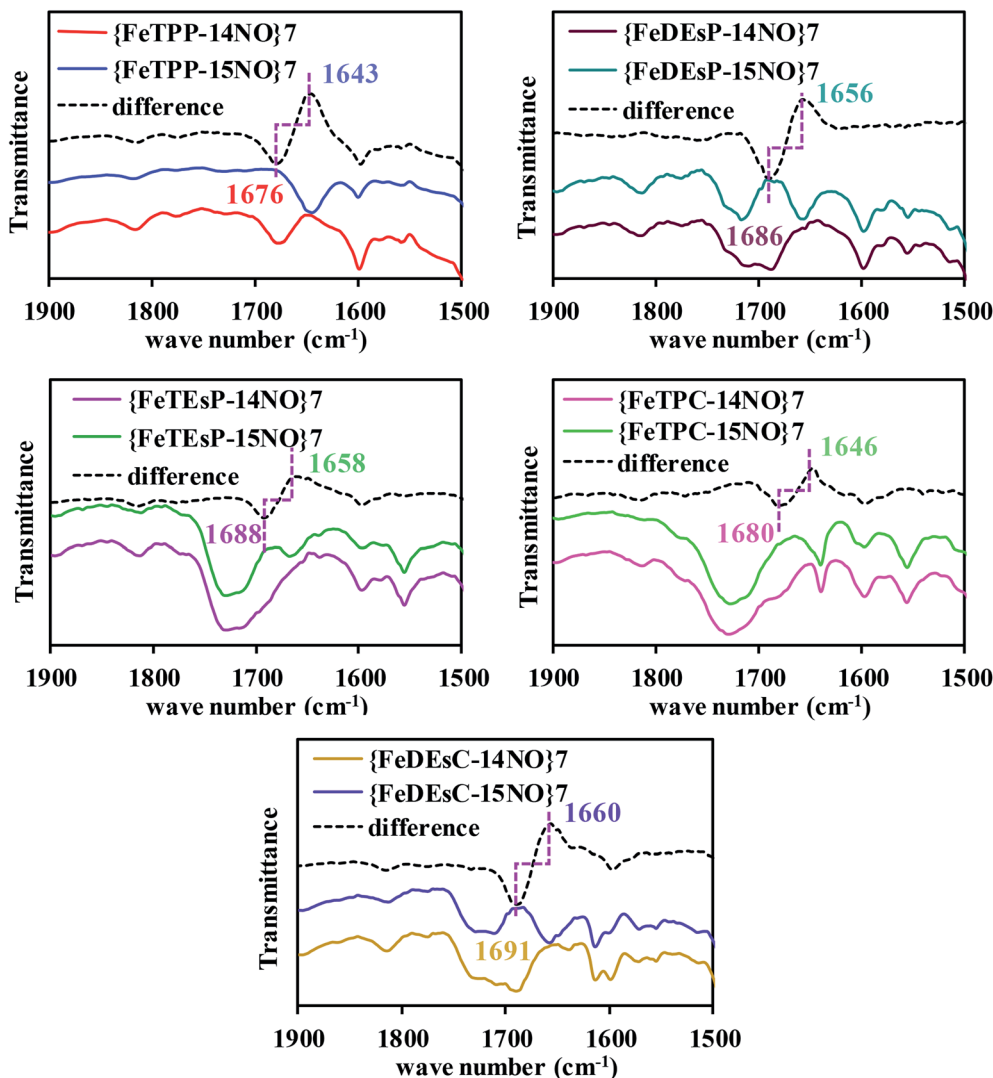 {FeTPP-14NO}7
{FeTPP-15NO}7
difference
1643
1676
Transmittance
1900 1800 1700 1600 1500
wave number (cm-1)
{FeDEsP-14NO}7
{FeDEsP-15NO}7
difference
1656
1686
Transmittance
1900 1800 1700 1600 1500
wave number (cm-1)
{FeTEsP-14NO}7
{FeTEsP-15NO}7
difference
1658
1688
Transmittance
1900 1800 1700 1600 1500
wave number (cm-1)
{FeTPC-14NO}7
{FeTPC-15NO}7
difference
1646
1680
Transmittance
1900 1800 1700 1600 1500
wave number (cm-1)
{FeDEsC-14NO}7
{FeDEsC-15NO}7
difference
1660
1691
Transmittance
1900 1800 1700 1600 1500
wave number (cm-1)